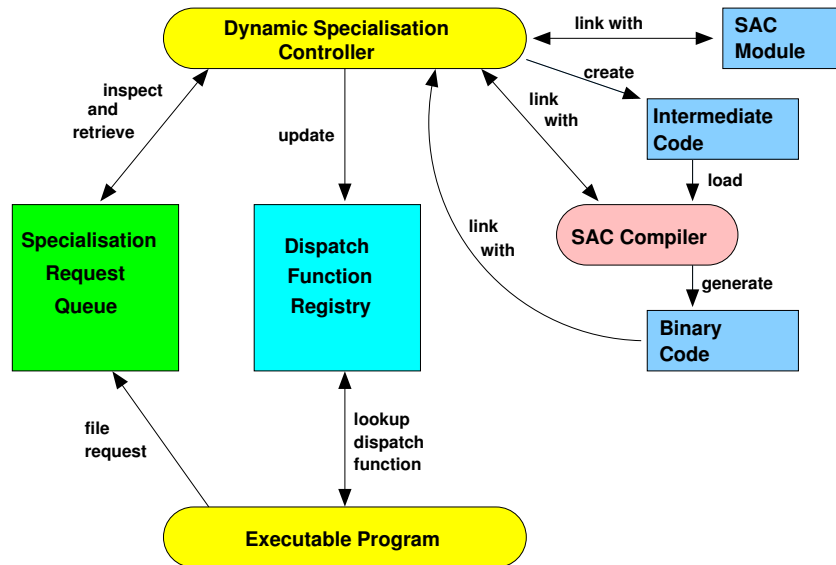 Dynamic Specialisation
Controller
link with
SAC
Module
inspect
and
retrieve
update
link
with
create
Intermediate
Code
load
Specialisation
Request
Queue
Dispatch
Function
Registry
link
with
SAC Compiler
generate
Binary
Code
file
request
lookup
dispatch
function
Executable Program